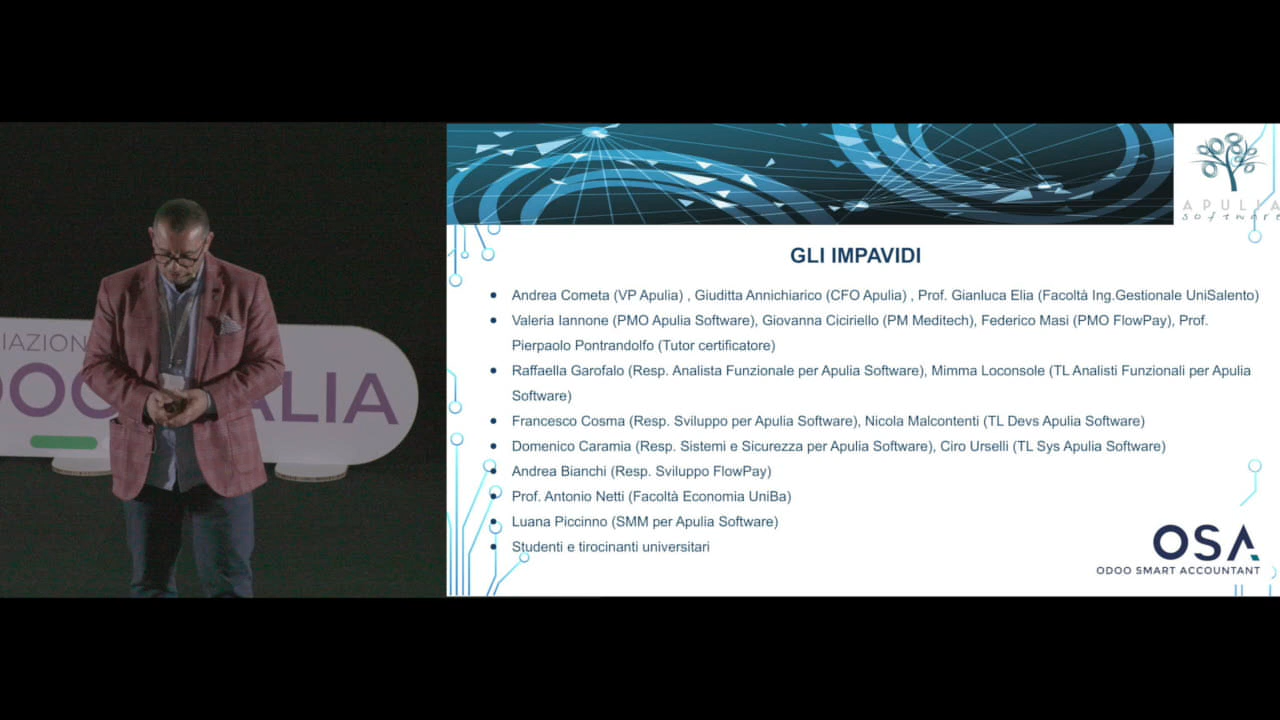 IAZION
ALIA
APULIA
software
GLI IMPAVIDI
• Andrea Cometa (VP Apulia) , Giuditta Annichiarico (CFO Apulia) , Prof. Gianluca Elia (Facoltà Ing.Gestionale UniSalento)
• Valeria Iannone (PMO Apulia Software), Giovanna Ciciriello (PM Meditech), Federico Masi (PMO FlowPay), Prof.
Pierpaolo Pontrandolfo (Tutor certificatore)
• Raffaella Garofalo (Resp. Analista Funzionale per Apulia Software), Mimma Loconsole (TL Analisti Funzionali per Apulia
Software)
• Francesco Cosma (Resp. Sviluppo per Apulia Software), Nicola Malcontenti (TL Devs Apulia Software)
• Domenico Caramia (Resp. Sistemi e Sicurezza per Apulia Software), Ciro Urselli (TL Sys Apulia Software)
• Andrea Bianchi (Resp. Sviluppo FlowPay)
• Prof. Antonio Netti (Facoltà Economia UniBa)
• Luana Piccinno (SMM per Apulia Software)
• Studenti e tirocinanti universitari
OSA
ODOO SMART ACCOUNTANT